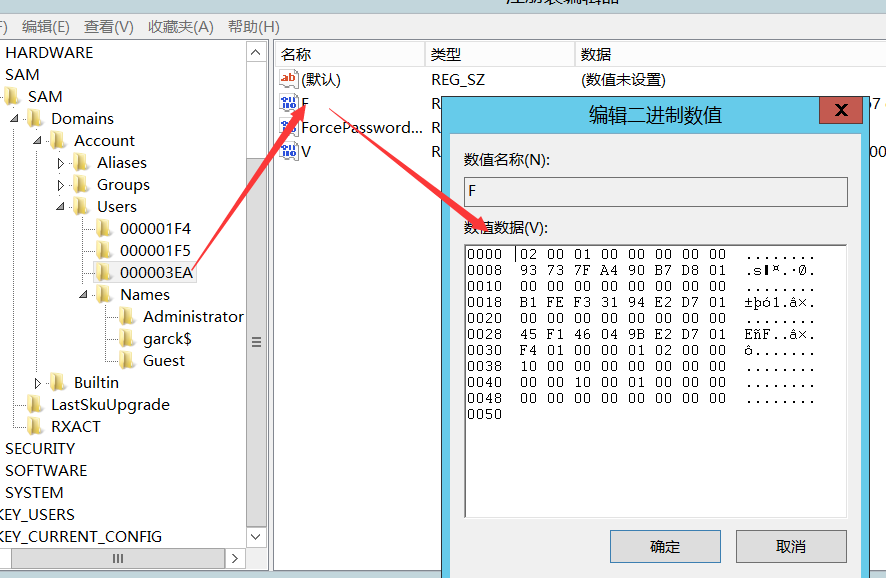 编辑(E) 查看(V) 收藏夹(A) 帮助(H)
HARDWARE
SAM
SAM
Domains
Account
Aliases
Groups
Users
000001F4
000001F5
000003EA
Names
Administrator
garck$
Guest
Builtin
LastSkuUpgrade
RXACT
SECURITY
SOFTWARE
SYSTEM
KEY_USERS
KEY_CURRENT_CONFIG
名称 类型 数据
(默认) REG_SZ (数值未设置)
F
ForcePassword...
V
编辑二进制数值
数值名称(N):
F
数值数据(V):
0000 02 00 01 00 00 00 00 00 ........
0008 93 73 7F A4 90 B7 D8 01 .s¤.·Ø.
0010 00 00 00 00 00 00 00 00 ........
0018 B1 FE F3 31 94 E2 D7 01 ±þó1.â×.
0020 00 00 00 00 00 00 00 00 ........
0028 45 F1 46 04 9B E2 D7 01 EñF..â×.
0030 F4 01 00 00 01 02 00 00 ô.......
0038 10 00 00 00 00 00 00 00 ........
0040 00 00 10 00 01 00 00 00 ........
0048 00 00 00 00 00 00 00 00 ........
0050
确定 取消